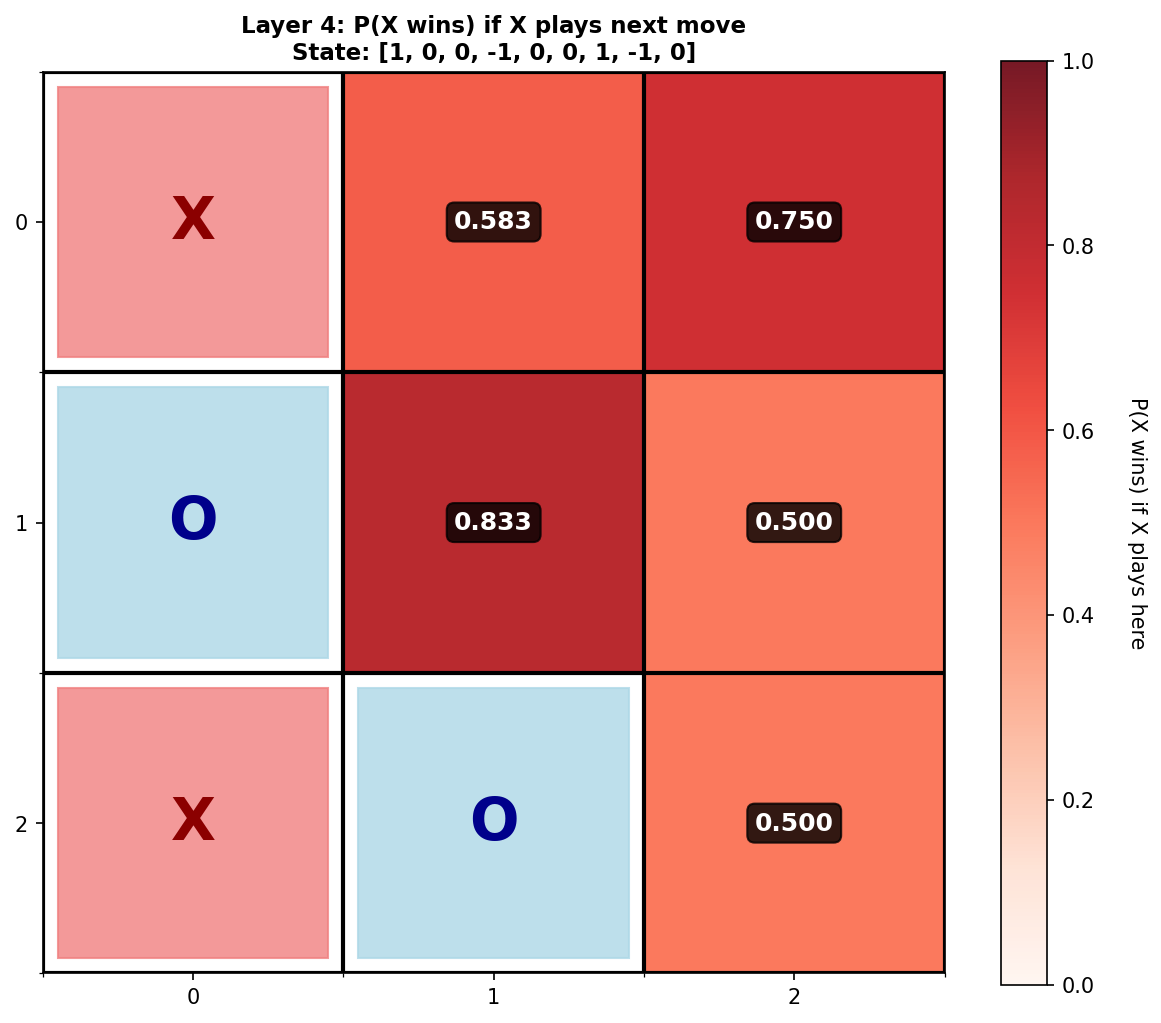 Layer 4: P(X wins) if X plays next move
State: [1, 0, 0, -1, 0, 0, 1, -1, 0]
0 X 0.583 0.750
1 O 0.833 0.500
2 X O 0.500
0 1 2
1.0
0.8
0.6
0.4
0.2
0.0
P(X wins) if X plays here